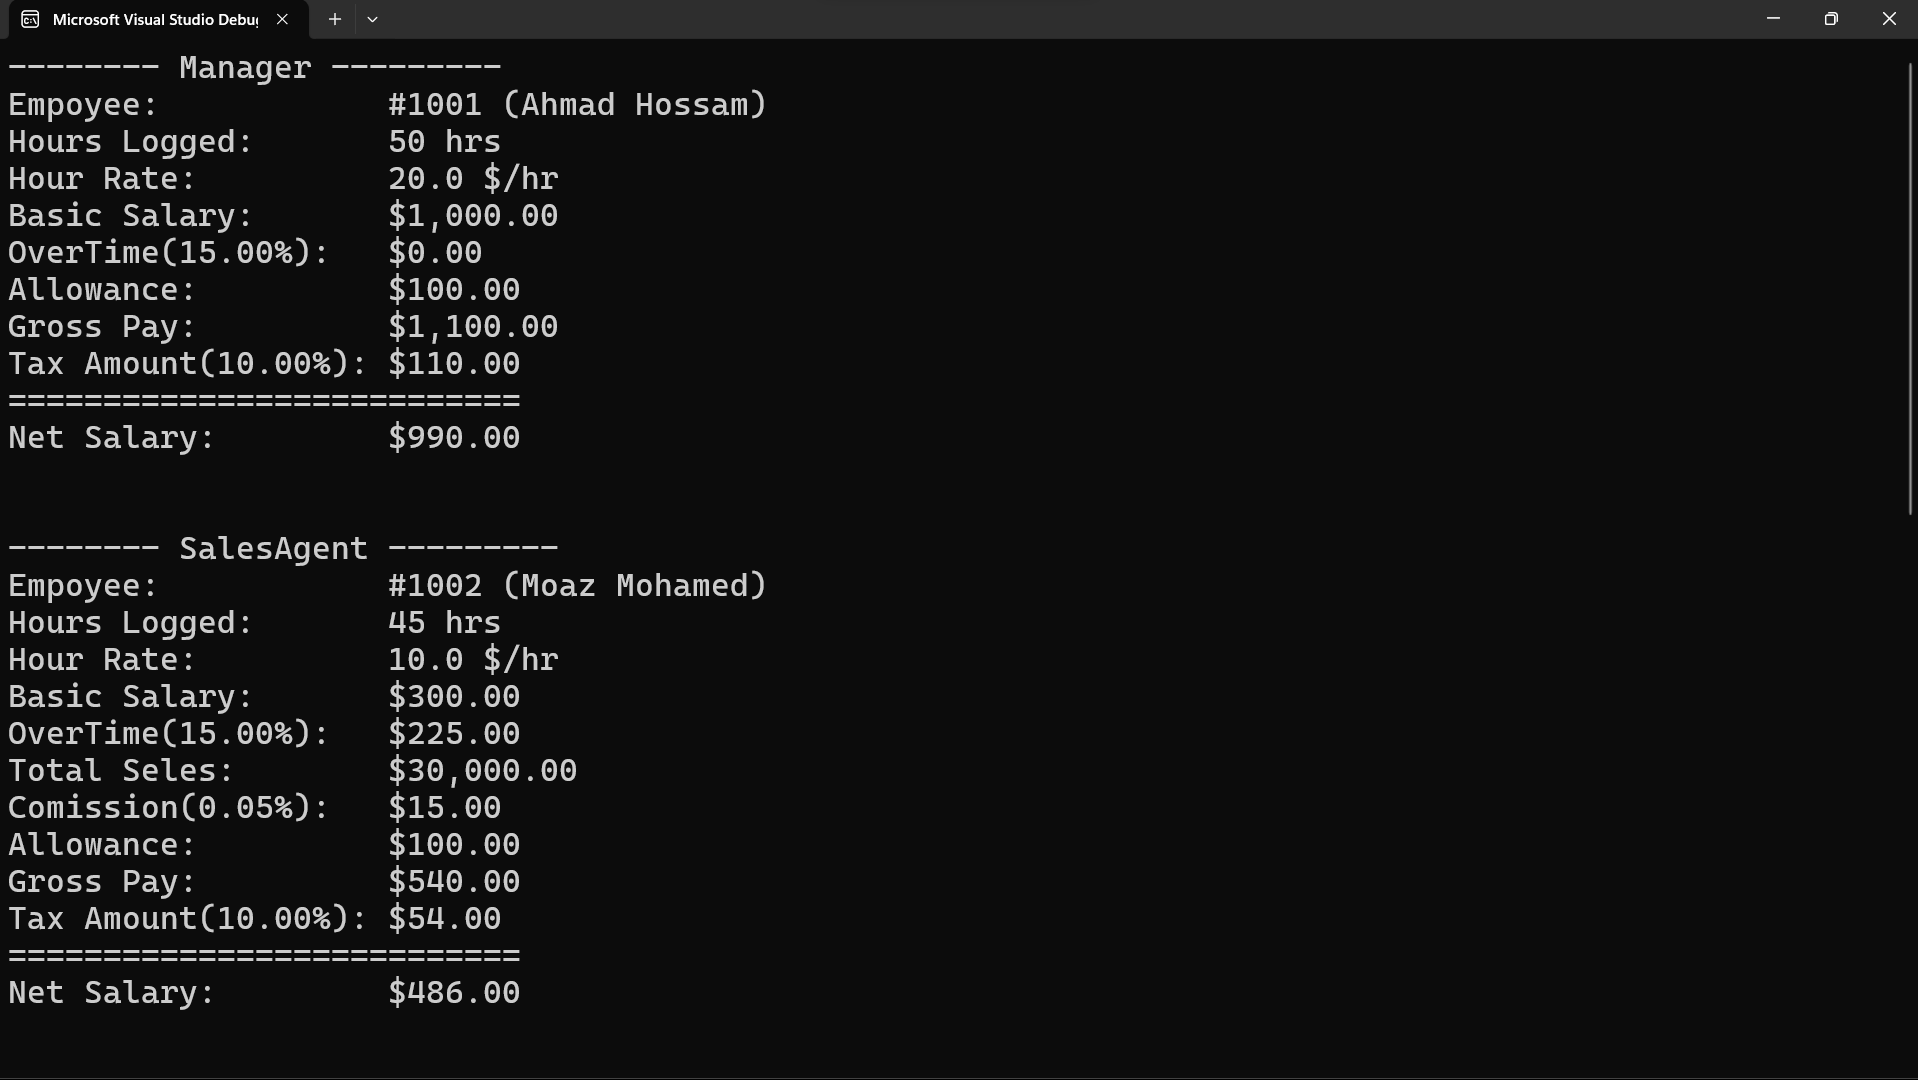 Microsoft Visual Studio Debu
-------- Manager ---------
Empoyee: #1001 (Ahmad Hossam)
Hours Logged: 50 hrs
Hour Rate: 20.0 $/hr
Basic Salary: $1,000.00
OverTime(15.00%): $0.00
Allowance: $100.00
Gross Pay: $1,100.00
Tax Amount(10.00%): $110.00
===========================
Net Salary: $990.00
-------- SalesAgent ---------
Empoyee: #1002 (Moaz Mohamed)
Hours Logged: 45 hrs
Hour Rate: 10.0 $/hr
Basic Salary: $300.00
OverTime(15.00%): $225.00
Total Seles: $30,000.00
Comission(0.05%): $15.00
Allowance: $100.00
Gross Pay: $540.00
Tax Amount(10.00%): $54.00
===========================
Net Salary: $486.00